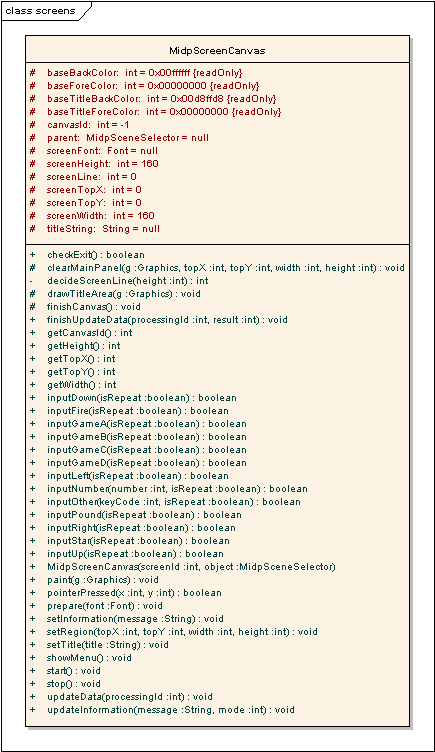 class screens
MidpScreenCanvas
# baseBackColor: int = 0x00ffffff {readOnly}
# baseForeColor: int = 0x00000000 {readOnly}
# baseTitleBackColor: int = 0x00d8ffd8 {readOnly}
# baseTitleForeColor: int = 0x00000000 {readOnly}
# canvasId: int = -1
# parent: MidpSceneSelector = null
# screenFont: Font = null
# screenHeight: int = 160
# screenLine: int = 0
# screenTopX: int = 0
# screenTopY: int = 0
# screenWidth: int = 160
# titleString: String = null
+ checkExit() : boolean
# clearMainPanel(g :Graphics, topX :int, topY :int, width :int, height :int) : void
- decideScreenLine(height :int) : int
# drawTitleArea(g :Graphics) : void
# finishCanvas() : void
+ finishUpdateData(processingId :int, result :int) : void
+ getCanvasId() : int
+ getHeight() : int
+ getTopX() : int
+ getTopY() : int
+ getWidth() : int
+ inputDown(isRepeat :boolean) : boolean
+ inputFire(isRepeat :boolean) : boolean
+ inputGameA(isRepeat :boolean) : boolean
+ inputGameB(isRepeat :boolean) : boolean
+ inputGameC(isRepeat :boolean) : boolean
+ inputGameD(isRepeat :boolean) : boolean
+ inputLeft(isRepeat :boolean) : boolean
+ inputNumber(number :int, isRepeat :boolean) : boolean
+ inputOther(keyCode :int, isRepeat :boolean) : boolean
+ inputPound(isRepeat :boolean) : boolean
+ inputRight(isRepeat :boolean) : boolean
+ inputStar(isRepeat :boolean) : boolean
+ inputUp(isRepeat :boolean) : boolean
+ MidpScreenCanvas(screenId :int, object :MidpSceneSelector)
+ paint(g :Graphics) : void
+ pointerPressed(x :int, y :int) : boolean
+ prepare(font :Font) : void
+ setInformation(message :String) : void
+ setRegion(topX :int, topY :int, width :int, height :int) : void
+ setTitle(title :String) : void
+ showMenu() : void
+ start() : void
+ stop() : void
+ updateData(processingId :int) : void
+ updateInformation(message :String, mode :int) : void